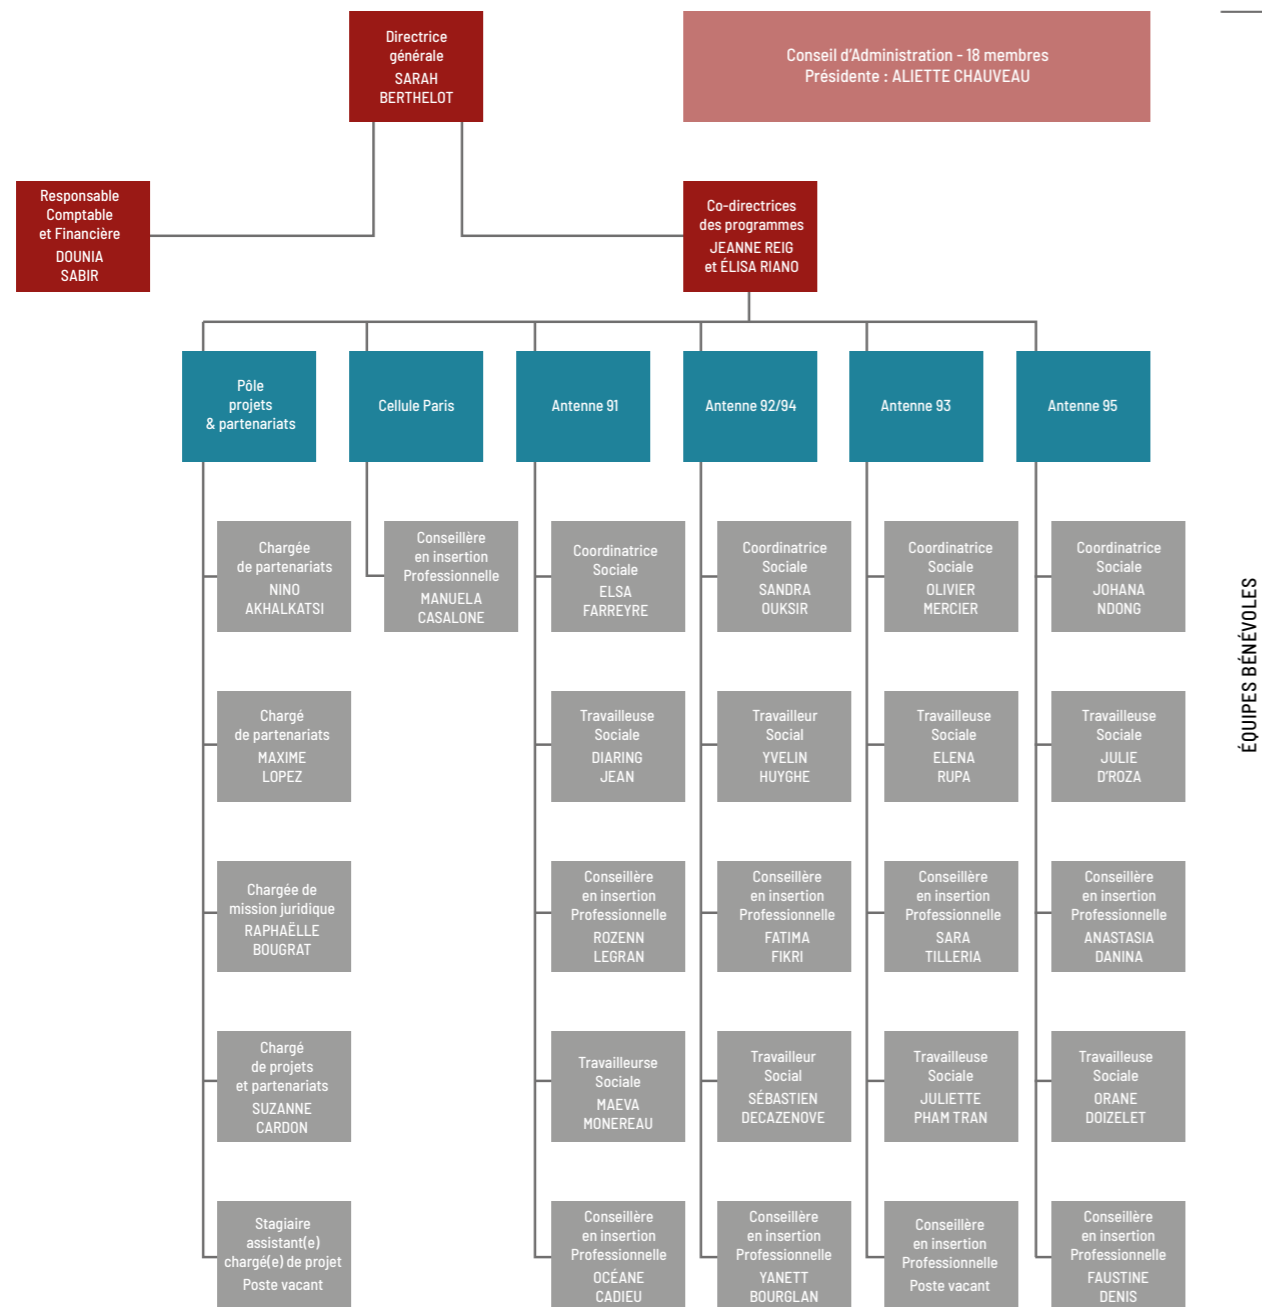 Directrice
générale
SARAH
BERTHELOT
Conseil d'Administration - 18 membres
Présidente : ALIETTE CHAUVEAU
Responsable
Comptable
et Financière
DOUNIA
SABIR
Co-directrices
des programmes
JEANNE REIG
et ÉLISA RIANO
Pôle
projets
& partenariats
Cellule Paris
Antenne 91
Antenne 92/94
Antenne 93
Antenne 95
Chargée
de partenariats
NINO
AKHALKATSI
Conseillère
en insertion
Professionnelle
MANUELA
CASALONE
Coordinatrice
Sociale
ELSA
FARREYRE
Coordinatrice
Sociale
SANDRA
OUKSIR
Coordinatrice
Sociale
OLIVIER
MERCIER
Coordinatrice
Sociale
JOHANA
NDONG
Chargé
de partenariats
MAXIME
LOPEZ
Travailleuse
Sociale
DIARING
JEAN
Travailleur
Social
YVELIN
HUYGHE
Travailleuse
Sociale
ELENA
RUPA
Travailleuse
Sociale
JULIE
D'ROZA
Chargée de
mission juridique
RAPHAËLLE
BOUGRAT
Conseillère
en insertion
Professionnelle
ROZENN
LEGRAN
Conseillère
en insertion
Professionnelle
FATIMA
FIKRI
Conseillère
en insertion
Professionnelle
SARA
TILLERIA
Conseillère
en insertion
Professionnelle
ANASTASIA
DANINA
Chargé
de projets
et partenariats
SUZANNE
CARDON
Travailleurse
Sociale
MAEVA
MONEREAU
Travailleur
Social
SÉBASTIEN
DECAZENOVE
Travailleuse
Sociale
JULIETTE
PHAM TRAN
Travailleuse
Sociale
ORANE
DOIZELET
Stagiaire
assistant(e)
chargé(e) de projet
Poste vacant
Conseillère
en insertion
Professionnelle
OCÉANE
CADIEU
Conseillère
en insertion
Professionnelle
YANETT
BOURGLAN
Conseillère
en insertion
Professionnelle
Poste vacant
Conseillère
en insertion
Professionnelle
FAUSTINE
DENIS
ÉQUIPES BÉNÉVOLES